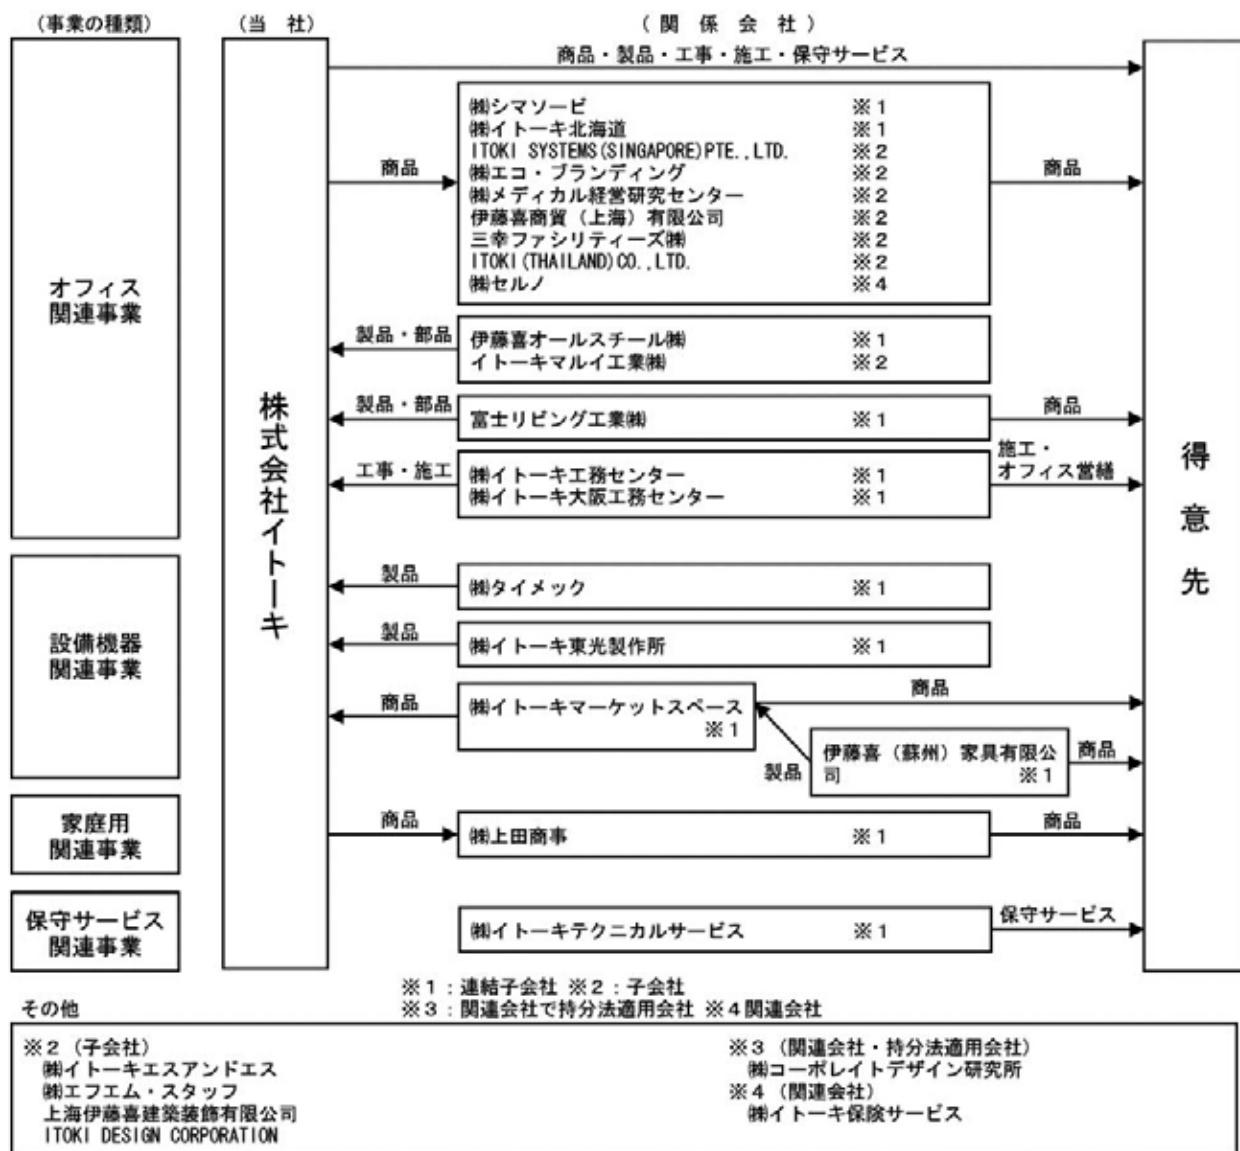 (事業の種類)
(当 社)
(関 係 会 社)
商品・製品・工事・施工・保守サービス
オフィス
関連事業
株式会社イトーキ
得意先
商品
㈱シマソービ ※1
㈱イトーキ北海道 ※1
ITOKI SYSTEMS(SINGAPORE)PTE.,LTD. ※2
㈱エコ・ブランディング ※2
㈱メディカル経営研究センター ※2
伊藤喜商貿(上海)有限公司 ※2
三幸ファシリティーズ㈱ ※2
ITOKI(THAILAND)CO.,LTD. ※2
㈱セルノ ※4
商品
製品・部品
伊藤喜オールスチール㈱ ※1
イトーキマルイ工業㈱ ※2
製品・部品
富士リビング工業㈱ ※1
商品
工事・施工
㈱イトーキ工務センター ※1
㈱イトーキ大阪工務センター ※1
施工・
オフィス営繕
設備機器
関連事業
製品
㈱タイメック ※1
製品
㈱イトーキ東光製作所 ※1
商品
㈱イトーキマーケットスペース
※1
商品
製品
伊藤喜(蘇州)家具有限公
司 ※1
商品
家庭用
関連事業
商品
㈱上田商事 ※1
商品
保守サービス
関連事業
㈱イトーキテクニカルサービス ※1
保守サービス
※1:連結子会社 ※2:子会社
※3:関連会社で持分法適用会社 ※4関連会社
その他
※2(子会社)
㈱イトーキエスアンドエス
㈱エフエム・スタッフ
上海伊藤喜建築装飾有限公司
ITOKI DESIGN CORPORATION
※3(関連会社・持分法適用会社)
㈱コーポレイトデザイン研究所
※4(関連会社)
㈱イトーキ保険サービス